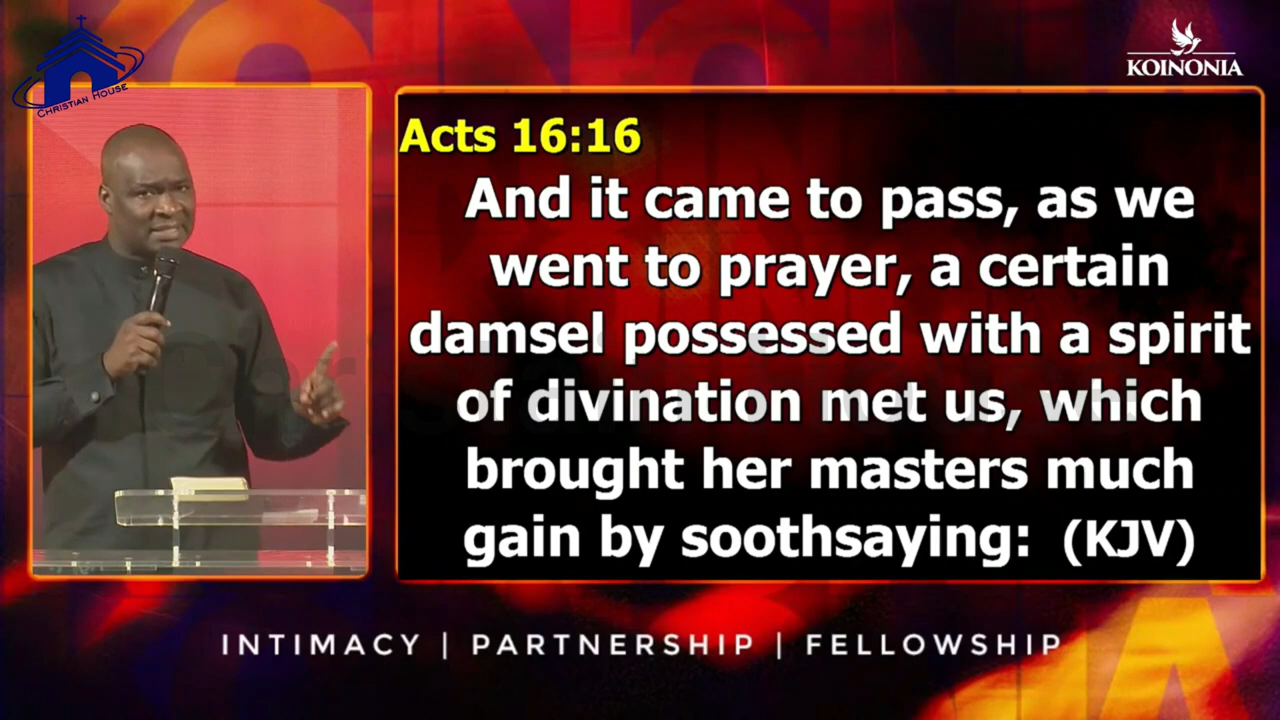 CHRISTIAN HOUSE
KOINONIA
Acts 16:16
And it came to pass, as we
went to prayer, a certain
damsel possessed with a spirit
of divination met us, which
brought her masters much
gain by soothsaying: (KJV)
INTIMACY | PARTNERSHIP | FELLOWSHIP